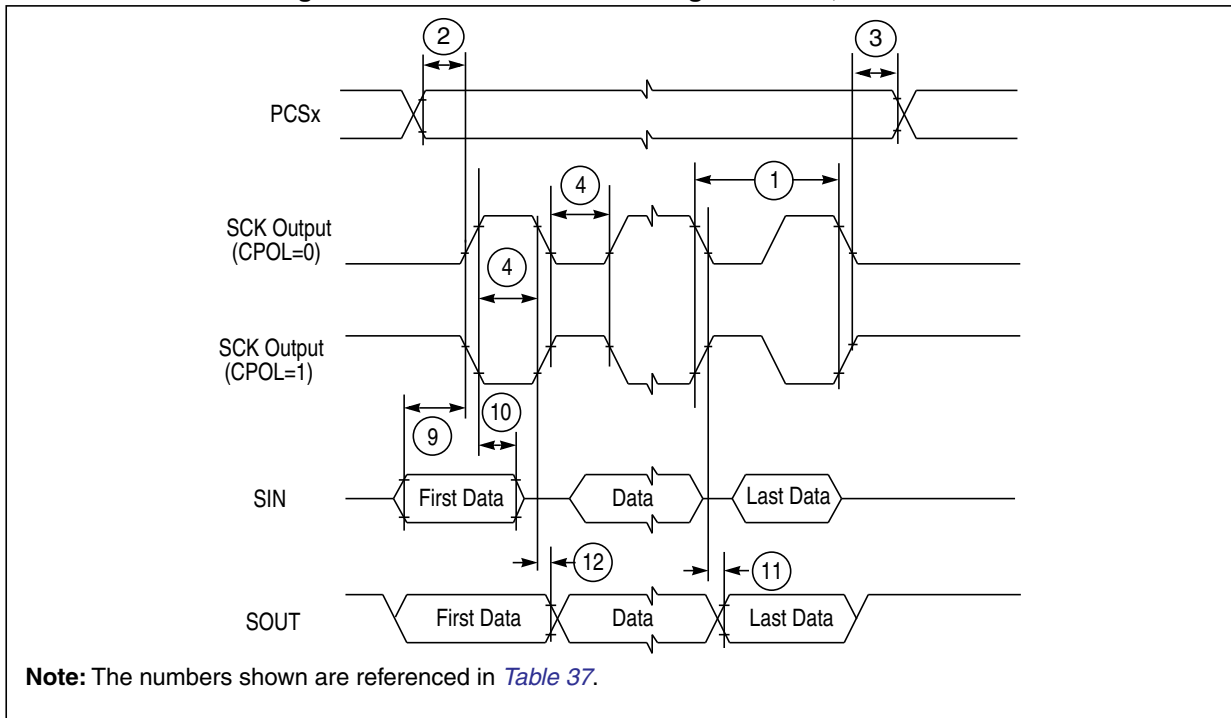 2
3
PCSx
4
1
SCK Output
(CPOL=0)
4
SCK Output
(CPOL=1)
10
9
SIN
First Data
Data
Last Data
12
11
SOUT
First Data
Data
Last Data
Note: The numbers shown are referenced in Table 37.